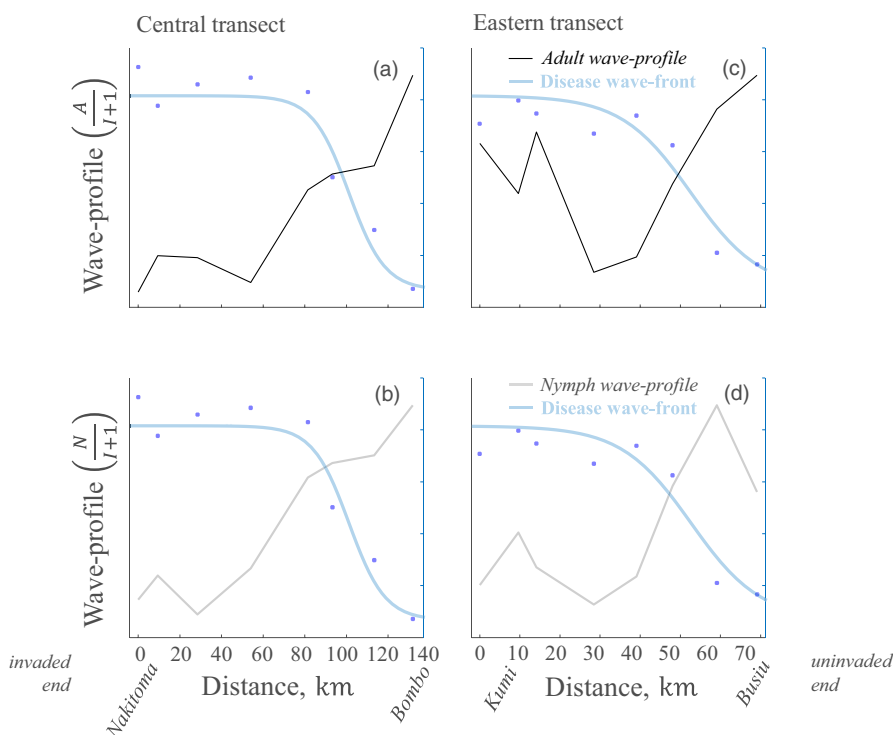 Central transect
Eastern transect
(a)
(c)
Adult wave-profile
Disease wave-front
Wave-profile (A/I+1)
(b)
(d)
Nymph wave-profile
Disease wave-front
Wave-profile (N/I+1)
0 20 40 60 80 100 120 140
0 10 20 30 40 50 60 70
invaded
end
Nakitoma
Distance, km
Bombo
Kumi
Distance, km
Busiu
uninvaded
end